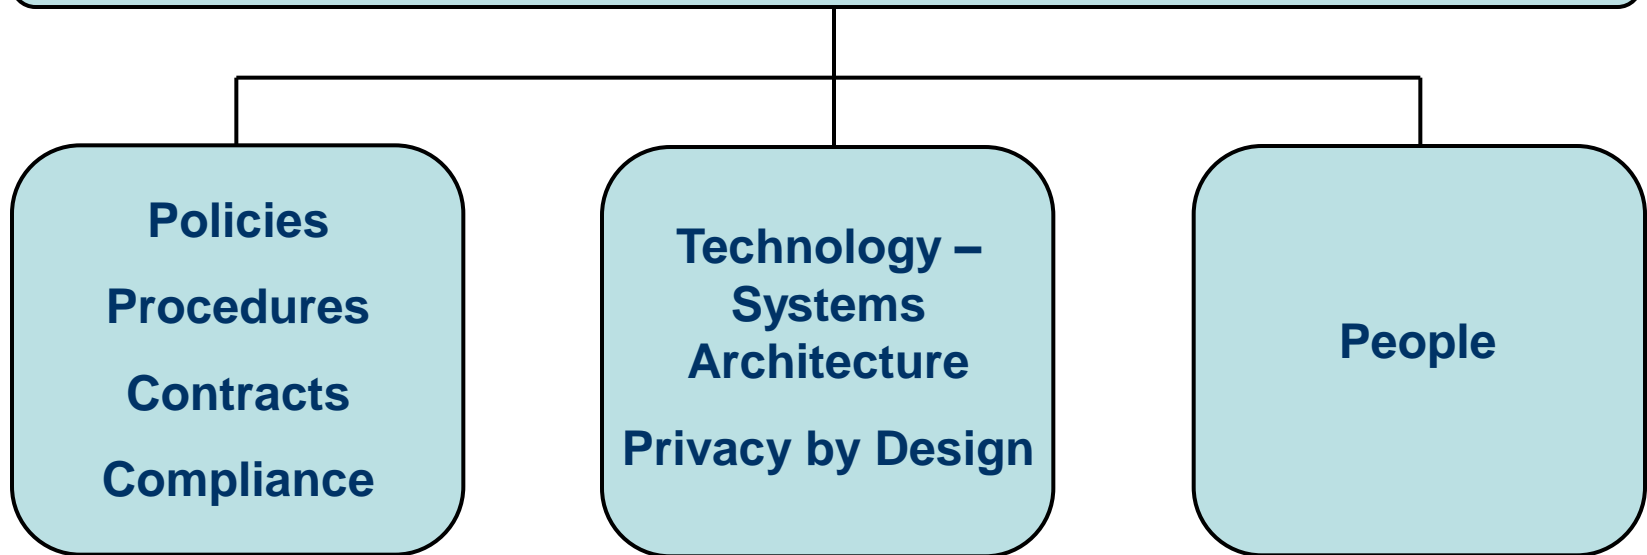 Policies
Procedures
Contracts
Compliance
Technology –
Systems
Architecture
Privacy by Design
People